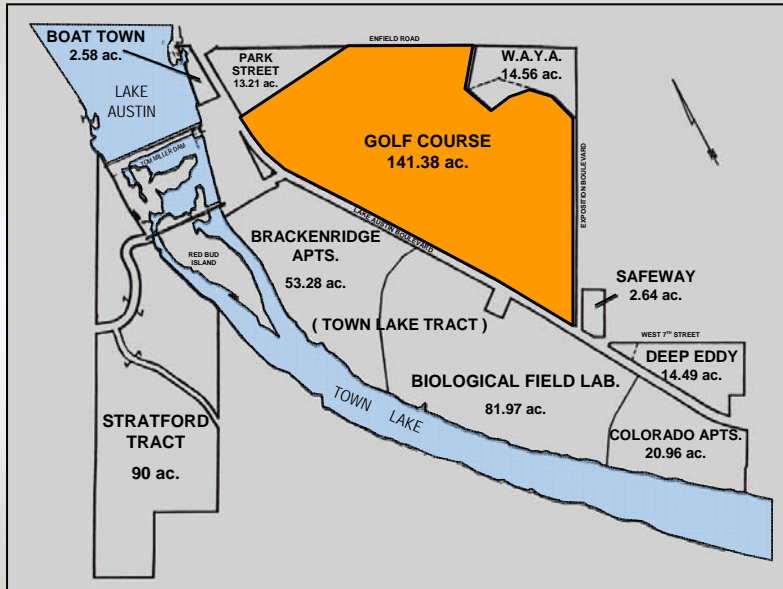 BOAT TOWN
2.58 ac.
LAKE
AUSTIN
PARK
STREET
13.21 ac.
ENFIELD ROAD
W.A.Y.A.
14.56 ac.
GOLF COURSE
141.38 ac.
TOM MILLER DAM
EXPOSITION BOULEVARD
LAKE AUSTIN BOULEVARD
BRACKENRIDGE
APTS.
53.28 ac.
RED BUD
ISLAND
SAFEWAY
2.64 ac.
( TOWN LAKE TRACT )
WEST 7TH STREET
DEEP EDDY
14.49 ac.
BIOLOGICAL FIELD LAB.
81.97 ac.
TOWN LAKE
STRATFORD
TRACT
90 ac.
COLORADO APTS.
20.96 ac.